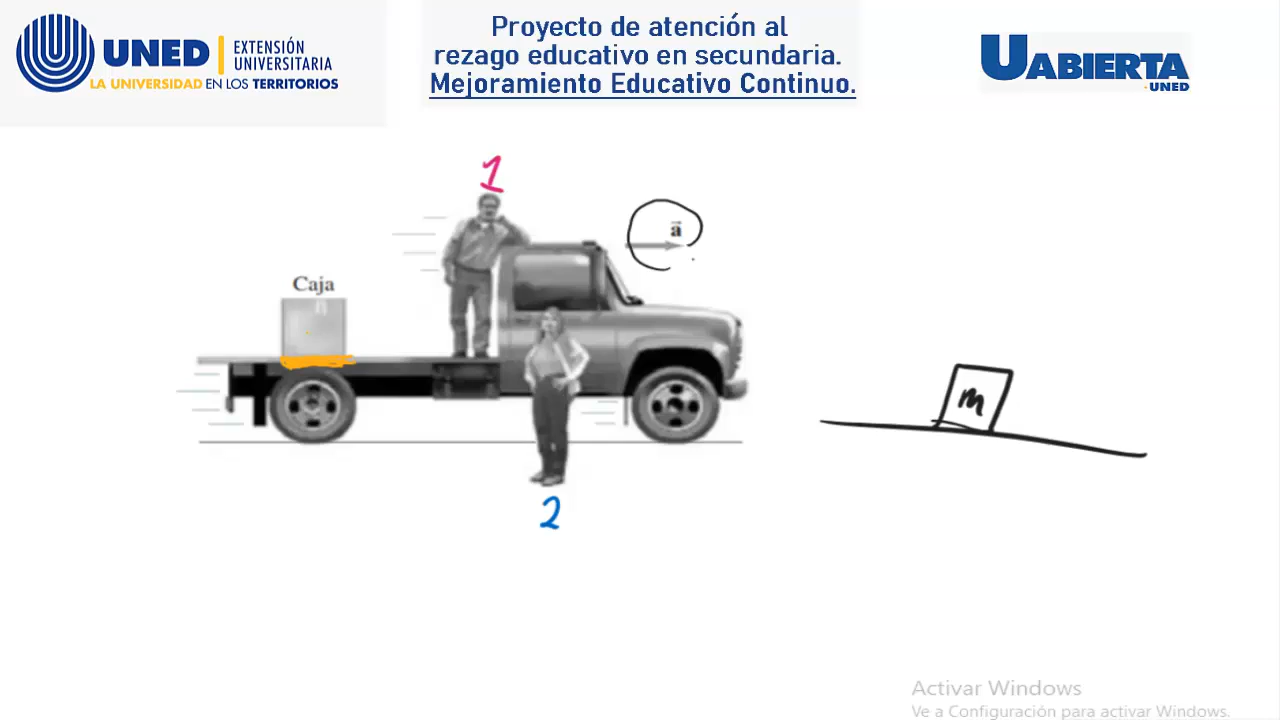 UNED
EXTENSIÓN
UNIVERSITARIA
LA UNIVERSIDAD EN LOS TERRITORIOS
Proyecto de atención al
rezago educativo en secundaria.
Mejoramiento Educativo Continuo.
UABIERTA
UNED
1
a
Caja
m
2
Activar Windows
Ve a Configuración para activar Windows.